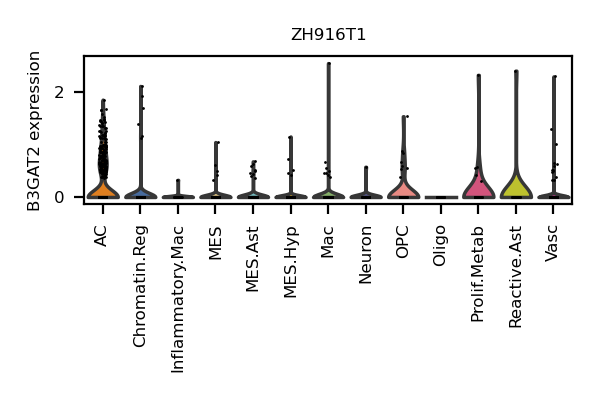 ZH916T1
B3GAT2 expression
2
0
AC
Chromatin.Reg
Inflammatory.Mac
MES
MES.Ast
MES.Hyp
Mac
Neuron
OPC
Oligo
Prolif.Metab
Reactive.Ast
Vasc